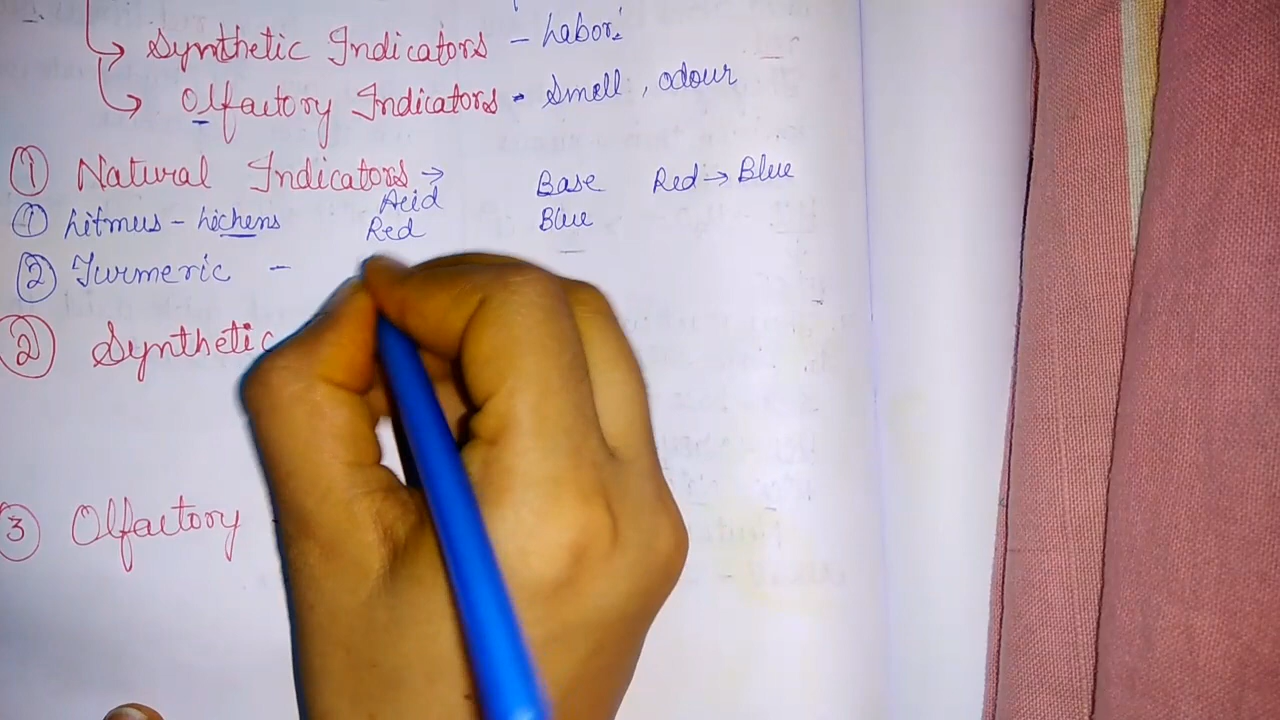 → Synthetic Indicators - Labor.
→ Olfactory Indicators - Smell, odour
① Natural Indicators → Base Red → Blue
Acid
① Litmus - Lichens Red Blue
② Turmeric -
② Synthetic
③ Olfactory